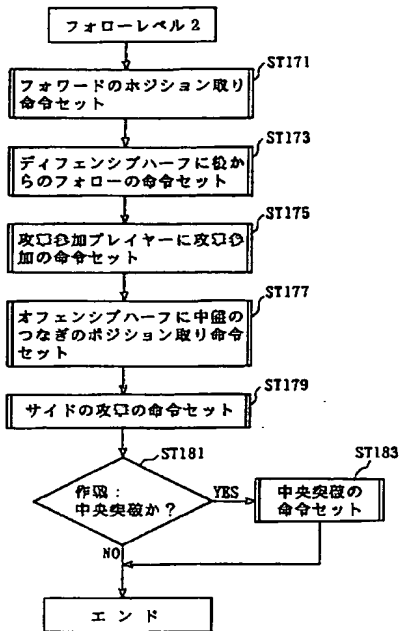 フォローレベル2
ST171
フォワードのホジション取り
命令セット
ST173
ディフェンシブハーフに後
からのフォローの命令セット
ST175
攻撃参加プレイヤーに攻撃参
加の命令セット
ST177
オフェンシブハーフに中盤の
つなぎのポジション取り命令
セット
ST179
サイドの攻撃の命令セット
ST181
作戦：
中央突破か？
YES
ST183
中央突破の
命令セット
NO
エンド